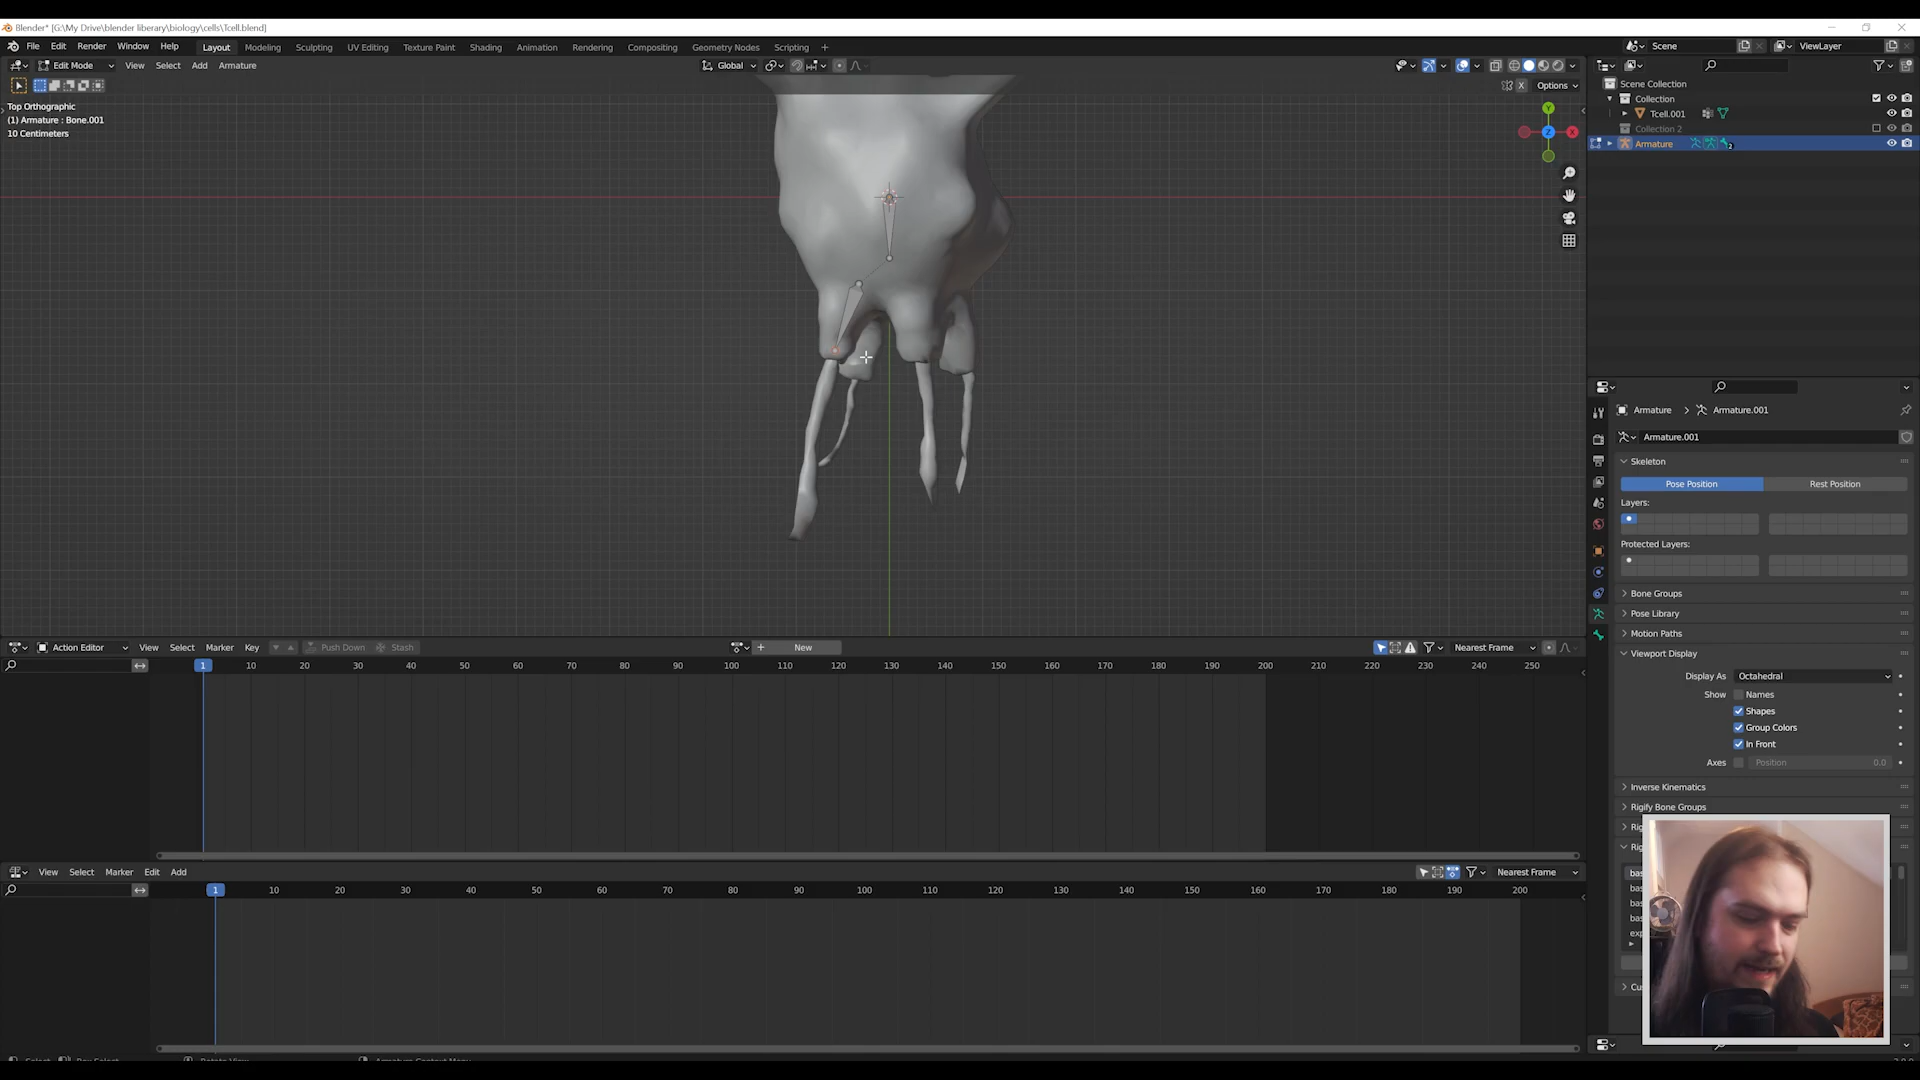 Blender* [G:\My Drive\blender liberary\biology\cells\Tcell.blend]
File Edit Render Window Help Layout Modeling Sculpting UV Editing Texture Paint Shading Animation Rendering Compositing Geometry Nodes Scripting + Scene ViewLayer
Edit Mode View Select Add Armature Global
X Options
Top Orthographic
(1) Armature : Bone.001
10 Centimeters
Y
Z
X
Scene Collection
Collection
Tcell.001
Collection 2
Armature 2
Armature > Armature.001
Armature.001
Skeleton
Pose Position Rest Position
Layers:
Protected Layers:
Bone Groups
Pose Library
Motion Paths
Viewport Display
Display As Octahedral
Show Names
Shapes
Group Colors
In Front
Axes Position 0.0
Inverse Kinematics
Rigify Bone Groups
Action Editor View Select Marker Key Push Down Stash + New Nearest Frame
1 10 20 30 40 50 60 70 80 90 100 110 120 130 140 150 160 170 180 190 200 210 220 230 240 250
View Select Marker Edit Add Nearest Frame
1 10 20 30 40 50 60 70 80 90 100 110 120 130 140 150 160 170 180 190 200